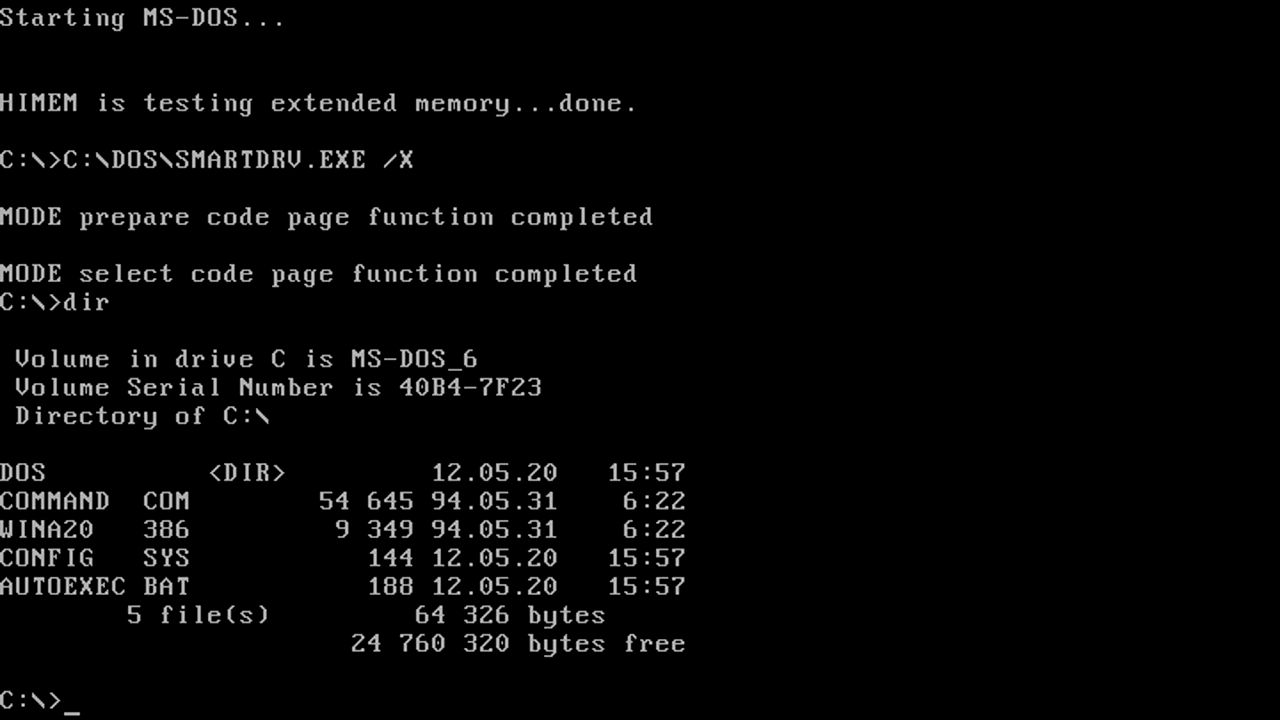 Starting MS-DOS...
HIMEM is testing extended memory...done.
C:\>C:\DOS\SMARTDRV.EXE /X
MODE prepare code page function completed
MODE select code page function completed
C:\>dir
Volume in drive C is MS-DOS_6
Volume Serial Number is 40B4-7F23
Directory of C:\
DOS <DIR> 12.05.20 15:57
COMMAND COM 54 645 94.05.31 6:22
WINA20 386 9 349 94.05.31 6:22
CONFIG SYS 144 12.05.20 15:57
AUTOEXEC BAT 188 12.05.20 15:57
5 file(s) 64 326 bytes
24 760 320 bytes free
C:\>_